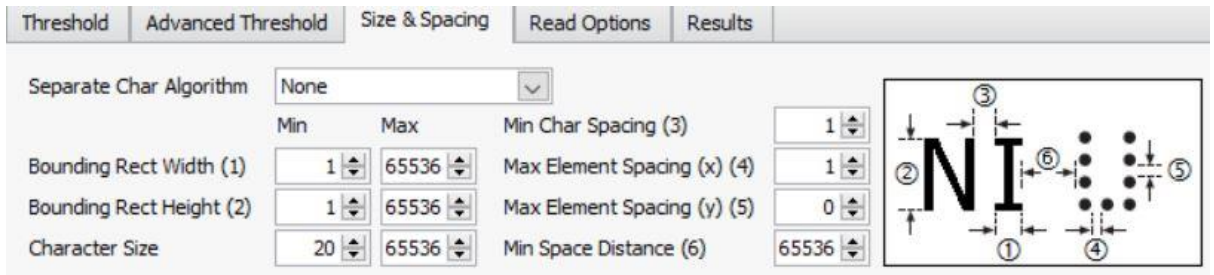 Threshold Advanced Threshold Size & Spacing Read Options Results
Separate Char Algorithm None
Min Max Min Char Spacing (3) 1
Bounding Rect Width (1) 1 65536 Max Element Spacing (x) (4) 1
Bounding Rect Height (2) 1 65536 Max Element Spacing (y) (5) 0
Character Size 20 65536 Min Space Distance (6) 65536
③
② NI ⑥ U ⑤
① ④